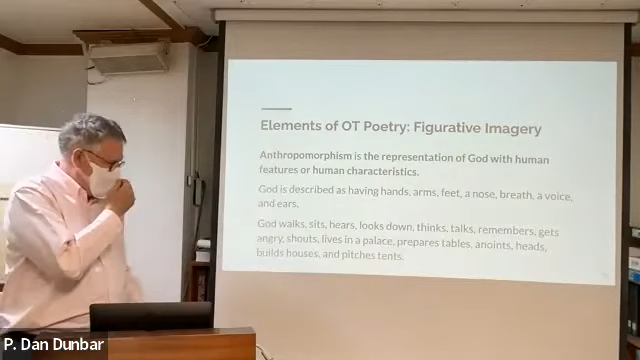 Elements of OT Poetry: Figurative Imagery
Anthropomorphism is the representation of God with human
features or human characteristics.
God is described as having hands, arms, feet, a nose, breath, a voice,
and ears.
God walks, sits, hears, looks down, thinks, talks, remembers, gets
angry, shouts, lives in a palace, prepares tables, anoints, heads,
builds houses, and pitches tents.
P. Dan Dunbar